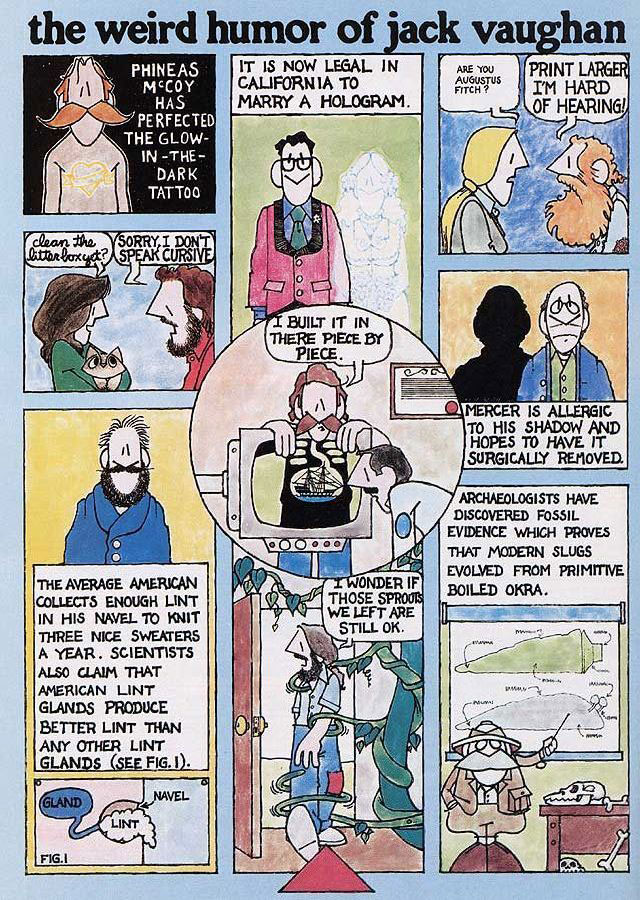 the weird humor of jack vaughan
PHINEAS
McCOY
HAS
PERFECTED
THE GLOW-
IN-THE-
DARK
TATTOO
IT IS NOW LEGAL IN
CALIFORNIA TO
MARRY A HOLOGRAM.
ARE YOU
AUGUSTUS
FITCH?
PRINT LARGER
I'M HARD
OF HEARING!
clean the
litterbox yet?
SORRY, I DON'T
SPEAK CURSIVE
I BUILT IT IN
THERE PIECE BY
PIECE.
MERCER IS ALLERGIC
TO HIS SHADOW AND
HOPES TO HAVE IT
SURGICALLY REMOVED.
THE AVERAGE AMERICAN
COLLECTS ENOUGH LINT
IN HIS NAVEL TO KNIT
THREE NICE SWEATERS
A YEAR. SCIENTISTS
ALSO CLAIM THAT
AMERICAN LINT
GLANDS PRODUCE
BETTER LINT THAN
ANY OTHER LINT
GLANDS (SEE FIG.1).
GLAND
NAVEL
LINT
FIG.1
I WONDER IF
THOSE SPROUTS
WE LEFT ARE
STILL OK.
ARCHAEOLOGISTS HAVE
DISCOVERED FOSSIL
EVIDENCE WHICH PROVES
THAT MODERN SLUGS
EVOLVED FROM PRIMITIVE
BOILED OKRA.